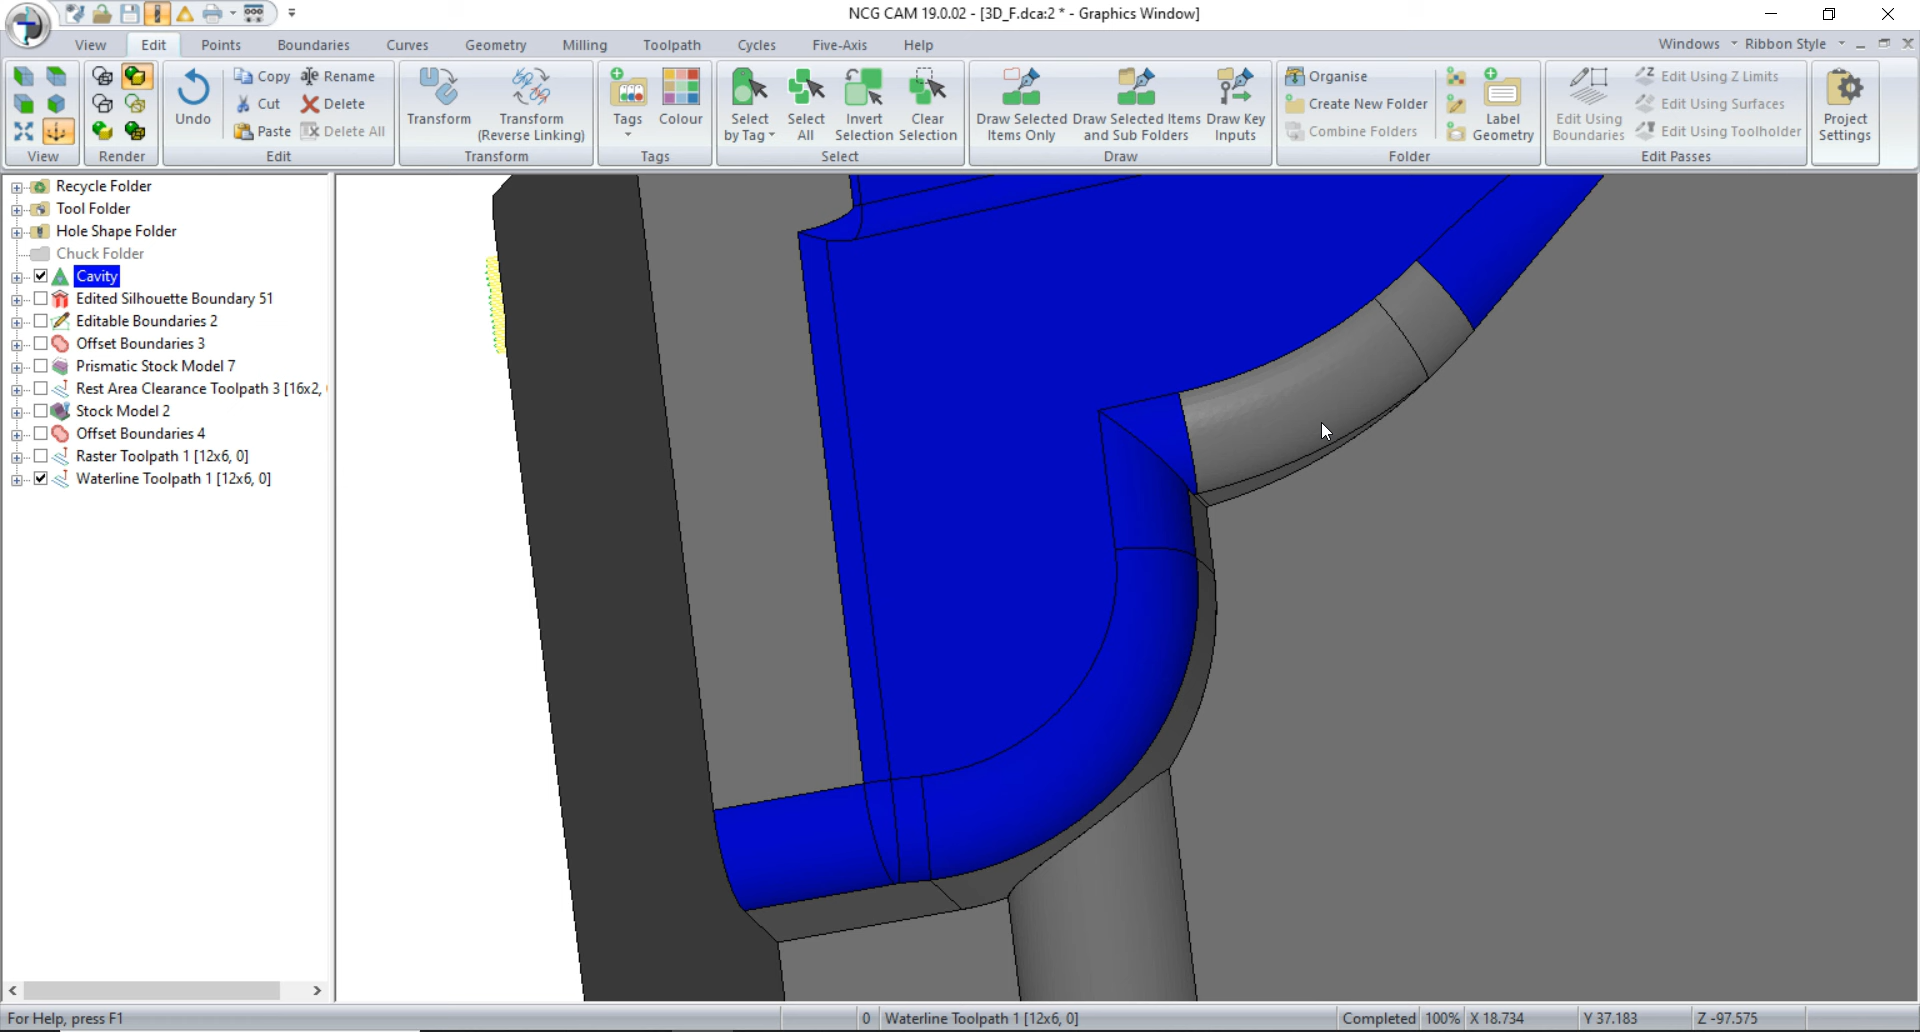 NCG CAM 19.0.02 - [3D_F.dca:2 * - Graphics Window]
View Edit Points Boundaries Curves Geometry Milling Toolpath Cycles Five-Axis Help Windows Ribbon Style
Copy Rename Organise Edit Using Z Limits
Cut Delete Create New Folder Edit Using Surfaces
Undo Transform Transform Tags Colour Select Select Invert Clear Draw Selected Draw Selected Items Draw Key Label Edit Using Project
Paste Delete All (Reverse Linking) by Tag All Selection Selection Items Only and Sub Folders Inputs Combine Folders Geometry Boundaries Edit Using Toolholder Settings
View Render Edit Transform Tags Select Draw Folder Edit Passes
Recycle Folder
Tool Folder
Hole Shape Folder
Chuck Folder
Cavity
Edited Silhouette Boundary 51
Editable Boundaries 2
Offset Boundaries 3
Prismatic Stock Model 7
Rest Area Clearance Toolpath 3 [16x2,
Stock Model 2
Offset Boundaries 4
Raster Toolpath 1 [12x6, 0]
Waterline Toolpath 1 [12x6, 0]
For Help, press F1 0 Waterline Toolpath 1 [12x6, 0] Completed 100% X 18.734 Y 37.183 Z -97.575